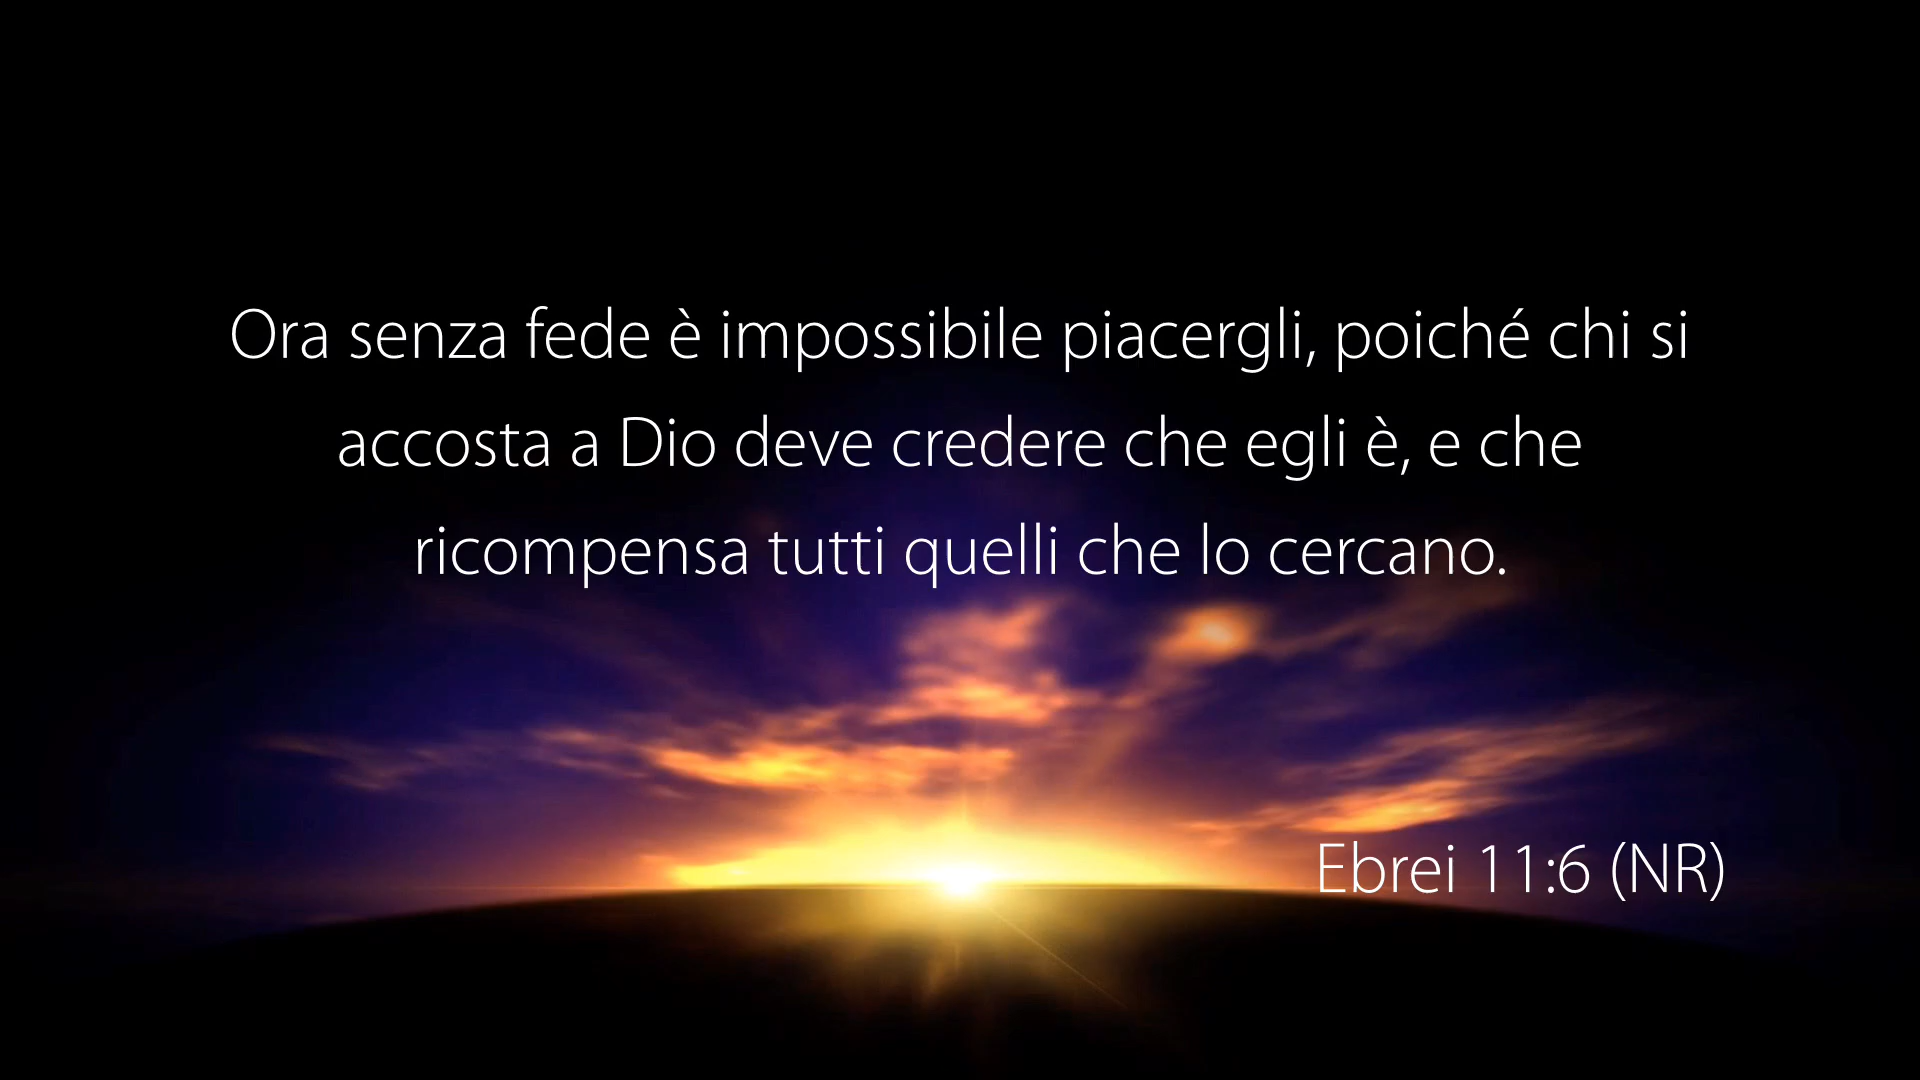 Ora senza fede è impossibile piacergli, poiché chi si
accosta a Dio deve credere che egli è, e che
ricompensa tutti quelli che lo cercano.
Ebrei 11:6 (NR)